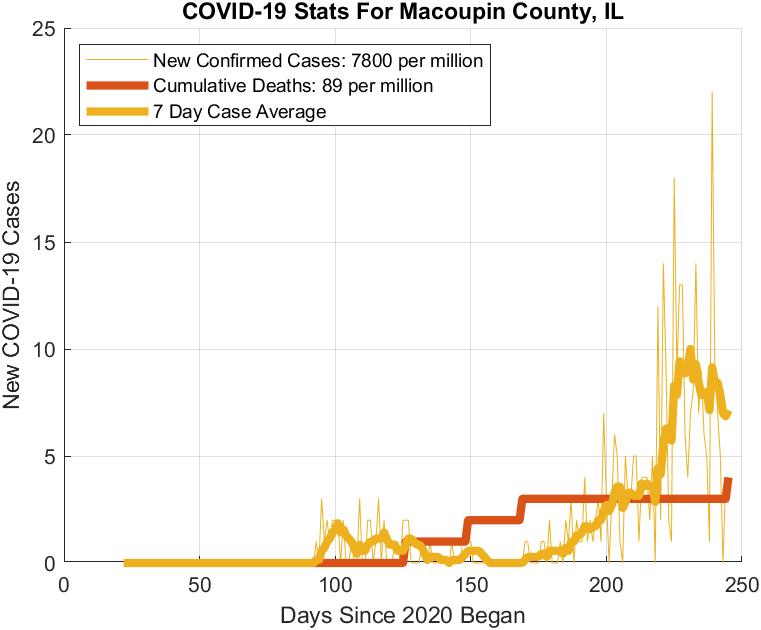 COVID-19 Stats For Macoupin County, IL
25
New Confirmed Cases: 7800 per million
Cumulative Deaths: 89 per million
7 Day Case Average
20
15
10
5
0
New COVID-19 Cases
0 50 100 150 200 250
Days Since 2020 Began